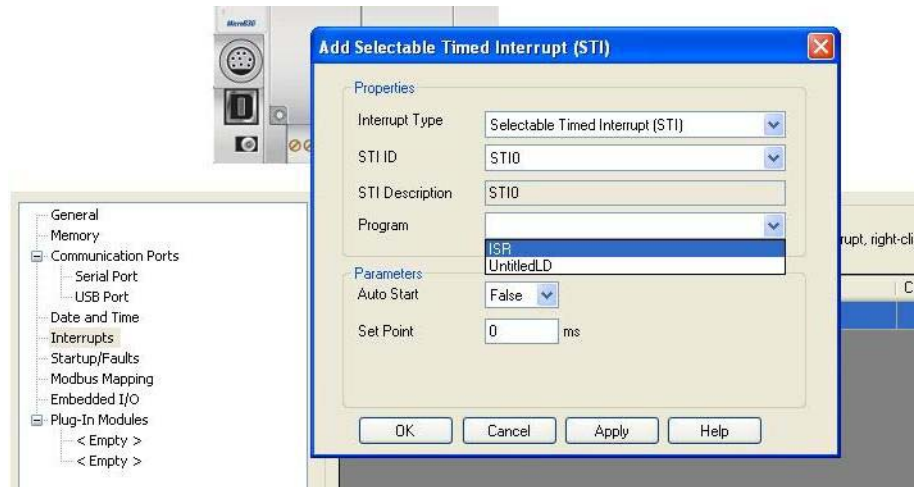 Micro830
Add Selectable Timed Interrupt (STI)
Properties
Interrupt Type
Selectable Timed Interrupt (STI)
STI ID
STI0
STI Description
STI0
Program
ISR
UntitledLD
Parameters
Auto Start
False
Set Point
0
ms
OK
Cancel
Apply
Help
General
Memory
Communication Ports
Serial Port
USB Port
Date and Time
Interrupts
Startup/Faults
Modbus Mapping
Embedded I/O
Plug-In Modules
< Empty >
< Empty >
rupt, right-cli
C